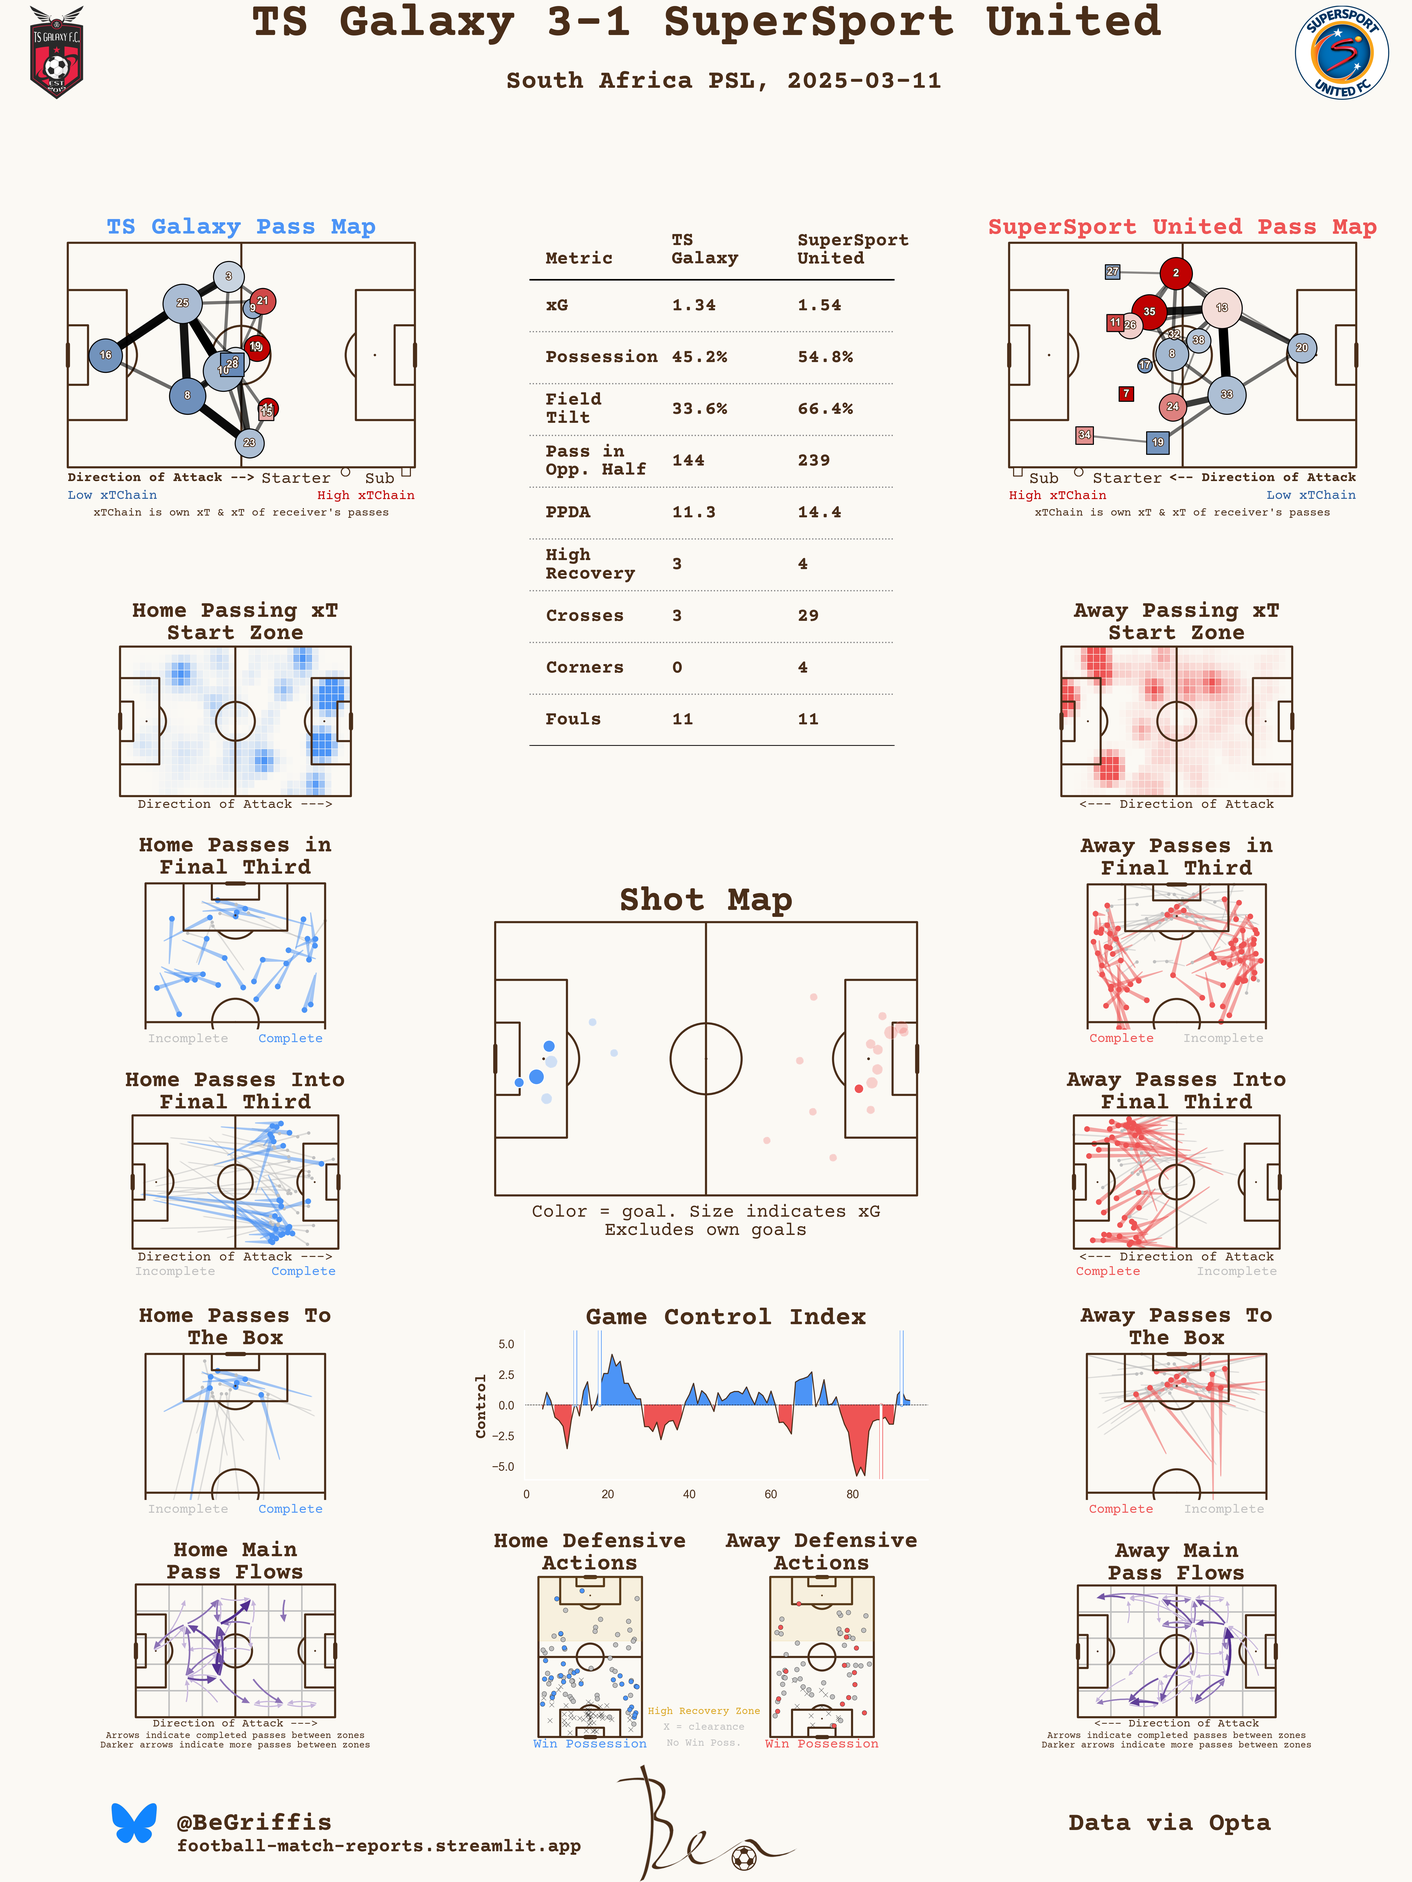 TS Galaxy 3-1 SuperSport United
South Africa PSL, 2025-03-11
TS GALAXY F.C.
EST
2015
SUPERSPORT
UNITED FC
TS Galaxy Pass Map
3
25
9
21
16
19
28
10
8
11
15
23
Direction of Attack --> Starter Sub
Low xTChain High xTChain
xTChain is own xT & xT of receiver's passes
Metric TS Galaxy SuperSport United
xG 1.34 1.54
Possession 45.2% 54.8%
Field Tilt 33.6% 66.4%
Pass in Opp. Half 144 239
PPDA 11.3 14.4
High Recovery 3 4
Crosses 3 29
Corners 0 4
Fouls 11 11
SuperSport United Pass Map
27
2
35
13
11
26
32
38
8
20
17
7
24
33
34
19
Sub Starter <-- Direction of Attack
High xTChain Low xTChain
xTChain is own xT & xT of receiver's passes
Home Passing xT
Start Zone
Direction of Attack --->
Away Passing xT
Start Zone
<--- Direction of Attack
Home Passes in
Final Third
Incomplete Complete
Away Passes in
Final Third
Complete Incomplete
Shot Map
Color = goal. Size indicates xG
Excludes own goals
Home Passes Into
Final Third
Direction of Attack --->
Incomplete Complete
Away Passes Into
Final Third
<--- Direction of Attack
Complete Incomplete
Home Passes To
The Box
Incomplete Complete
Game Control Index
Control
5.0
2.5
0.0
−2.5
−5.0
0 20 40 60 80
Away Passes To
The Box
Complete Incomplete
Home Main
Pass Flows
Direction of Attack --->
Arrows indicate completed passes between zones
Darker arrows indicate more passes between zones
Home Defensive
Actions
Win Possession
Away Defensive
Actions
Win Possession
High Recovery Zone
X = clearance
No Win Poss.
Away Main
Pass Flows
<--- Direction of Attack
Arrows indicate completed passes between zones
Darker arrows indicate more passes between zones
@BeGriffis
football-match-reports.streamlit.app
Ben
Data via Opta